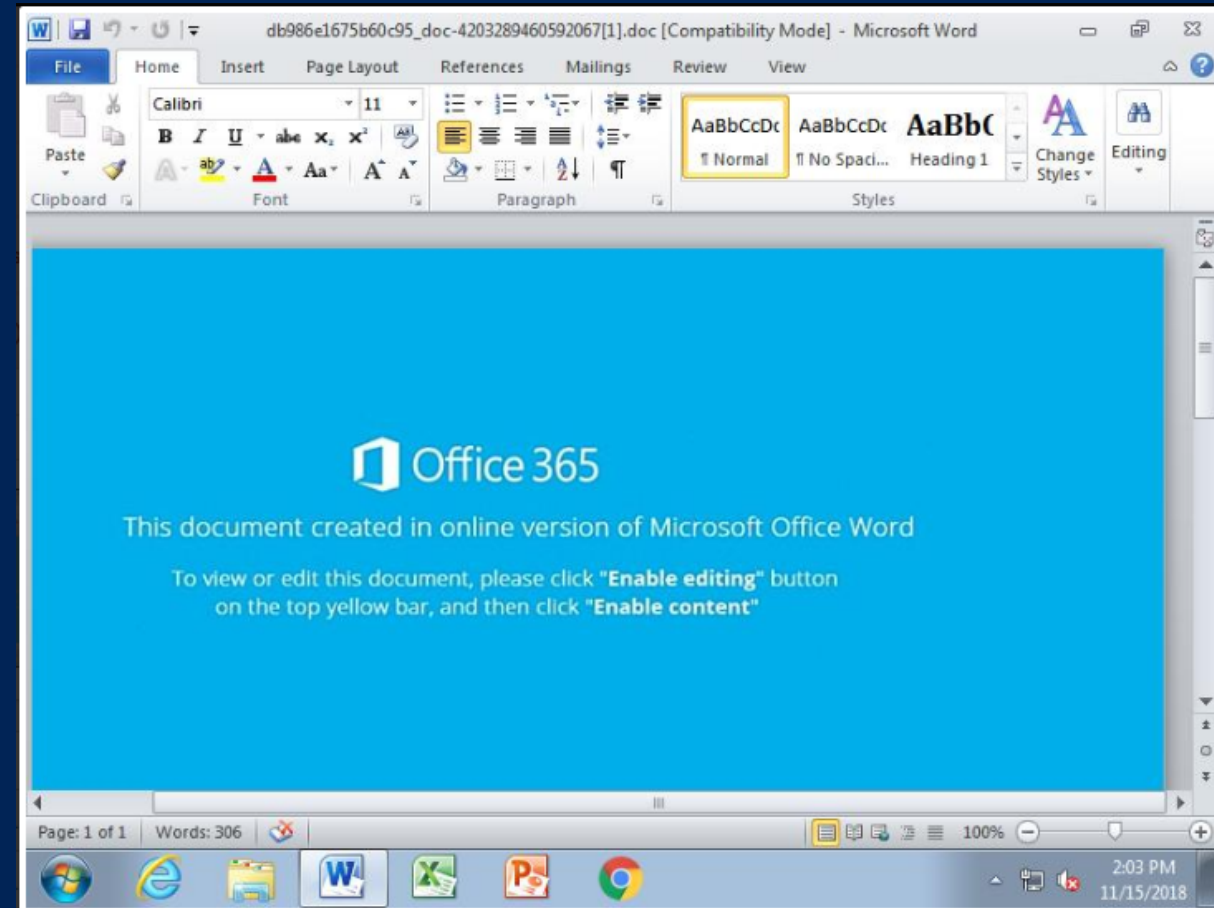 db986e1675b60c95_doc-4203289460592067[1].doc [Compatibility Mode] - Microsoft Word
File Home Insert Page Layout References Mailings Review View
Calibri 11
B I U abe x₂ x² Aa A A
AaBbCcDc AaBbCcDc AaBb(
¶ Normal ¶ No Spaci... Heading 1
Change Styles
Editing
Paste
Clipboard Font Paragraph Styles
Office 365
This document created in online version of Microsoft Office Word
To view or edit this document, please click "Enable editing" button
on the top yellow bar, and then click "Enable content"
Page: 1 of 1 Words: 306 100%
2:03 PM
11/15/2018